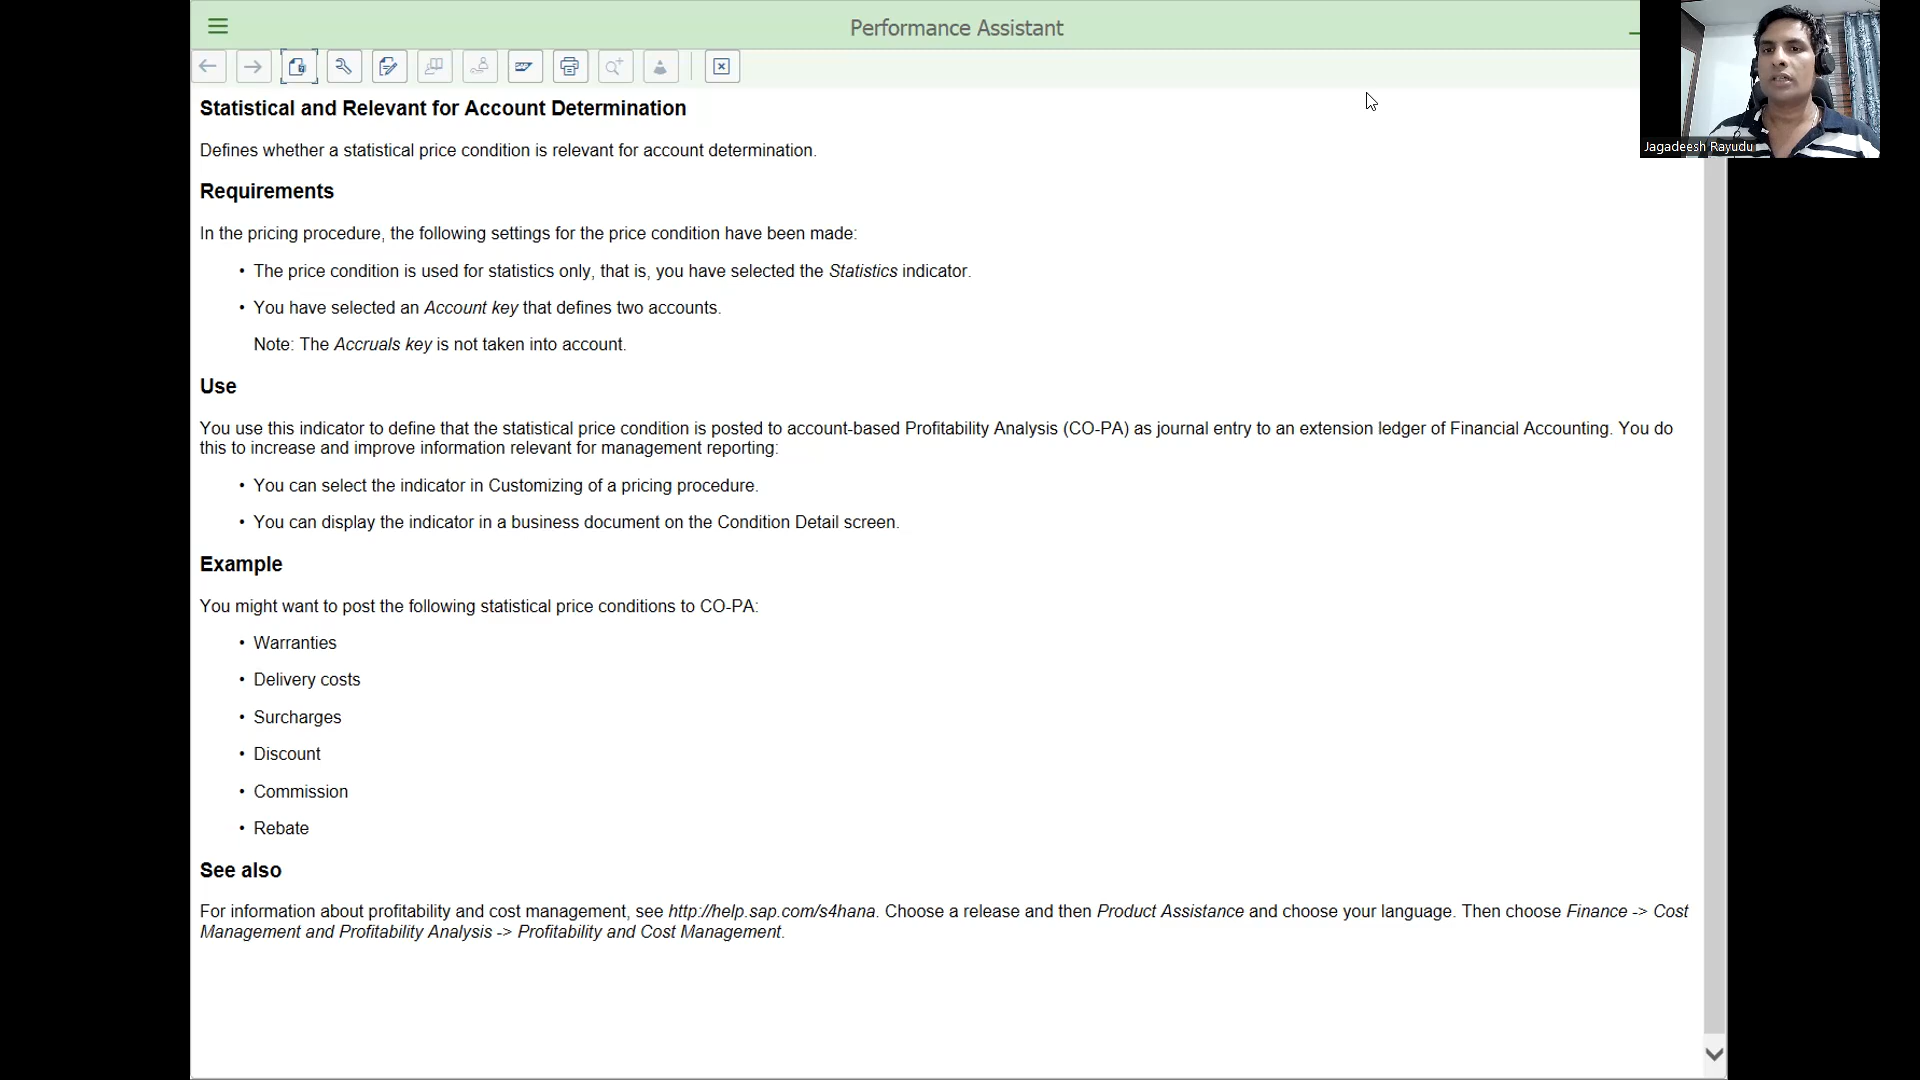 Performance Assistant
Statistical and Relevant for Account Determination
Defines whether a statistical price condition is relevant for account determination.
Requirements
In the pricing procedure, the following settings for the price condition have been made:
• The price condition is used for statistics only, that is, you have selected the Statistics indicator.
• You have selected an Account key that defines two accounts.
Note: The Accruals key is not taken into account.
Use
You use this indicator to define that the statistical price condition is posted to account-based Profitability Analysis (CO-PA) as journal entry to an extension ledger of Financial Accounting. You do
this to increase and improve information relevant for management reporting:
• You can select the indicator in Customizing of a pricing procedure.
• You can display the indicator in a business document on the Condition Detail screen.
Example
You might want to post the following statistical price conditions to CO-PA:
• Warranties
• Delivery costs
• Surcharges
• Discount
• Commission
• Rebate
See also
For information about profitability and cost management, see http://help.sap.com/s4hana. Choose a release and then Product Assistance and choose your language. Then choose Finance -> Cost
Management and Profitability Analysis -> Profitability and Cost Management.
Jagadeesh Rayudu